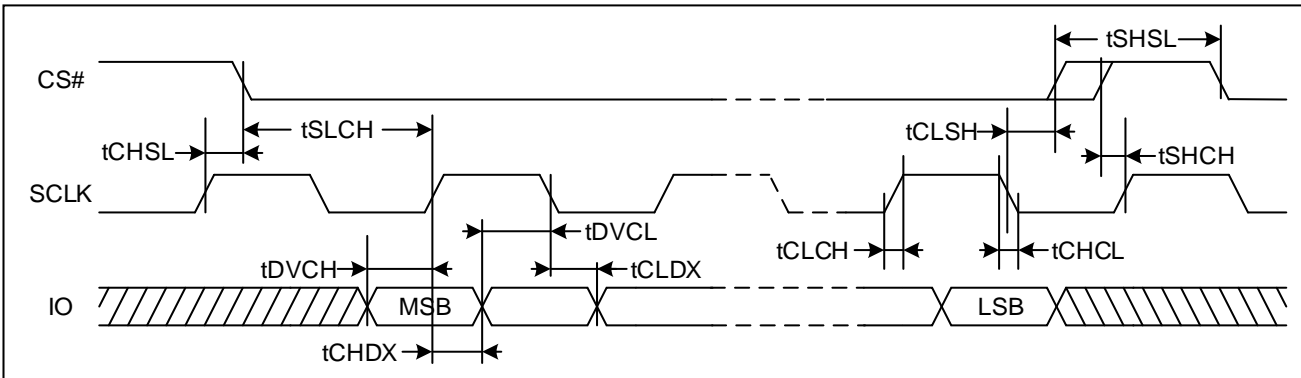 tSHSL
CS#
tSLCH
tCLSH
tCHSL
tSHCH
SCLK
tDVCL
tCLCH
tCHCL
tDVCH
tCLDX
IO
MSB
LSB
tCHDX